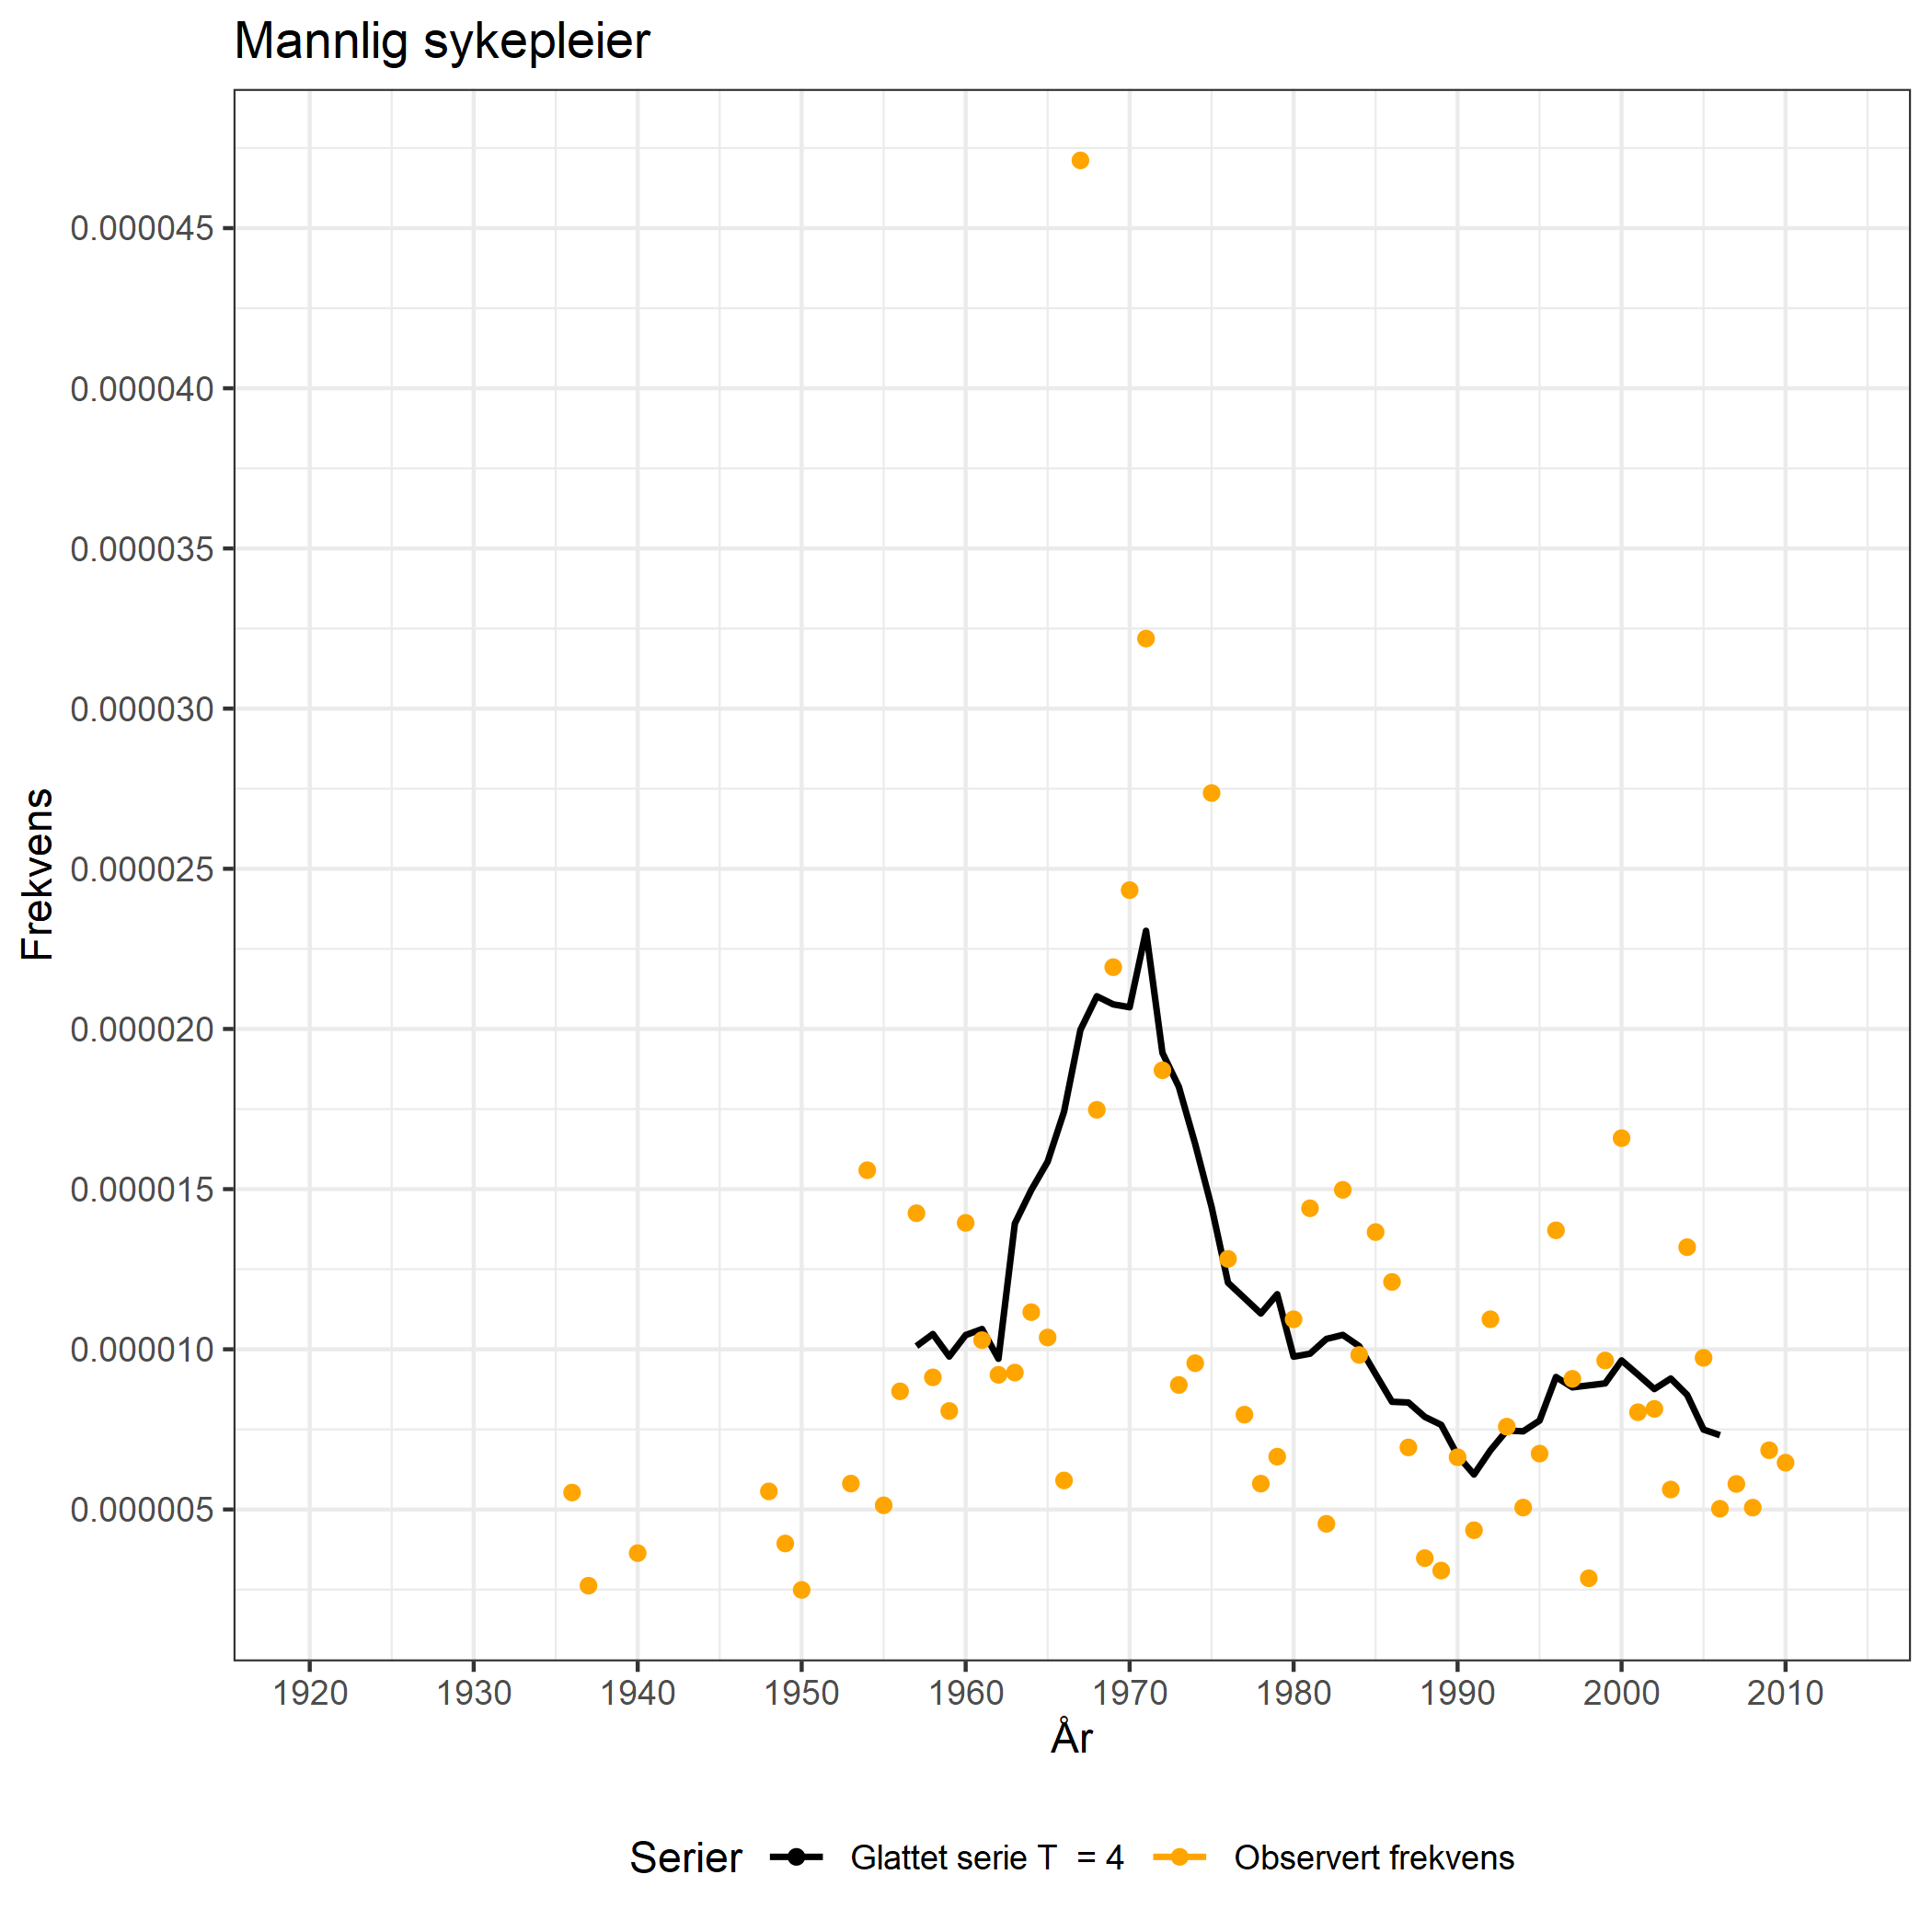 Mannlig sykepleier
Frekvens
0.000045
0.000040
0.000035
0.000030
0.000025
0.000020
0.000015
0.000010
0.000005
1920 1930 1940 1950 1960 1970 1980 1990 2000 2010
År
Serier Glattet serie T = 4 Observert frekvens